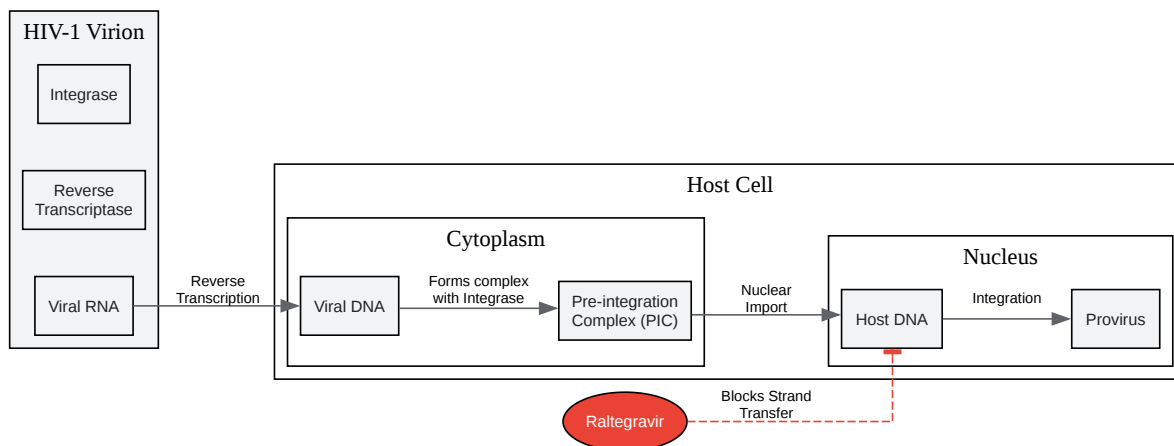 HIV-1 Virion
Integrase
Reverse
Transcriptase
Viral RNA
Reverse
Transcription
Host Cell
Cytoplasm
Viral DNA
Forms complex
with Integrase
Pre-integration
Complex (PIC)
Nuclear
Import
Nucleus
Host DNA
Integration
Provirus
Raltegravir
Blocks Strand
Transfer